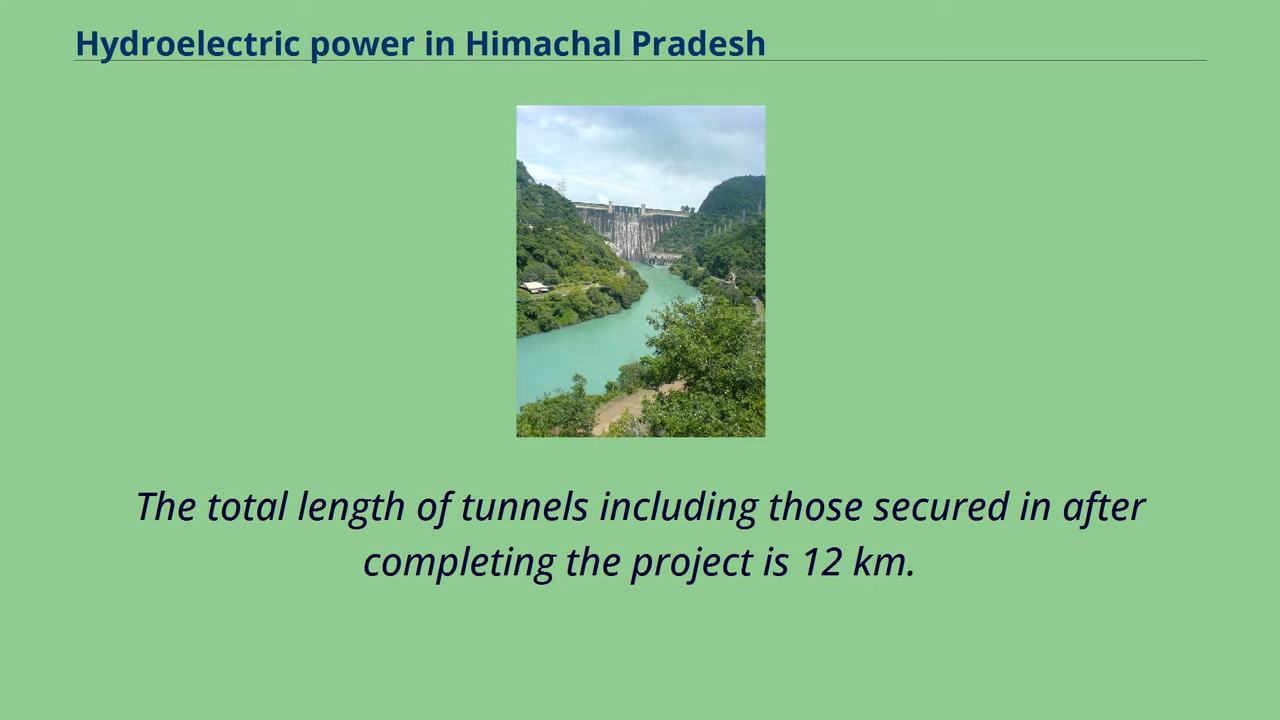 Hydroelectric power in Himachal Pradesh
The total length of tunnels including those secured in after
completing the project is 12 km.